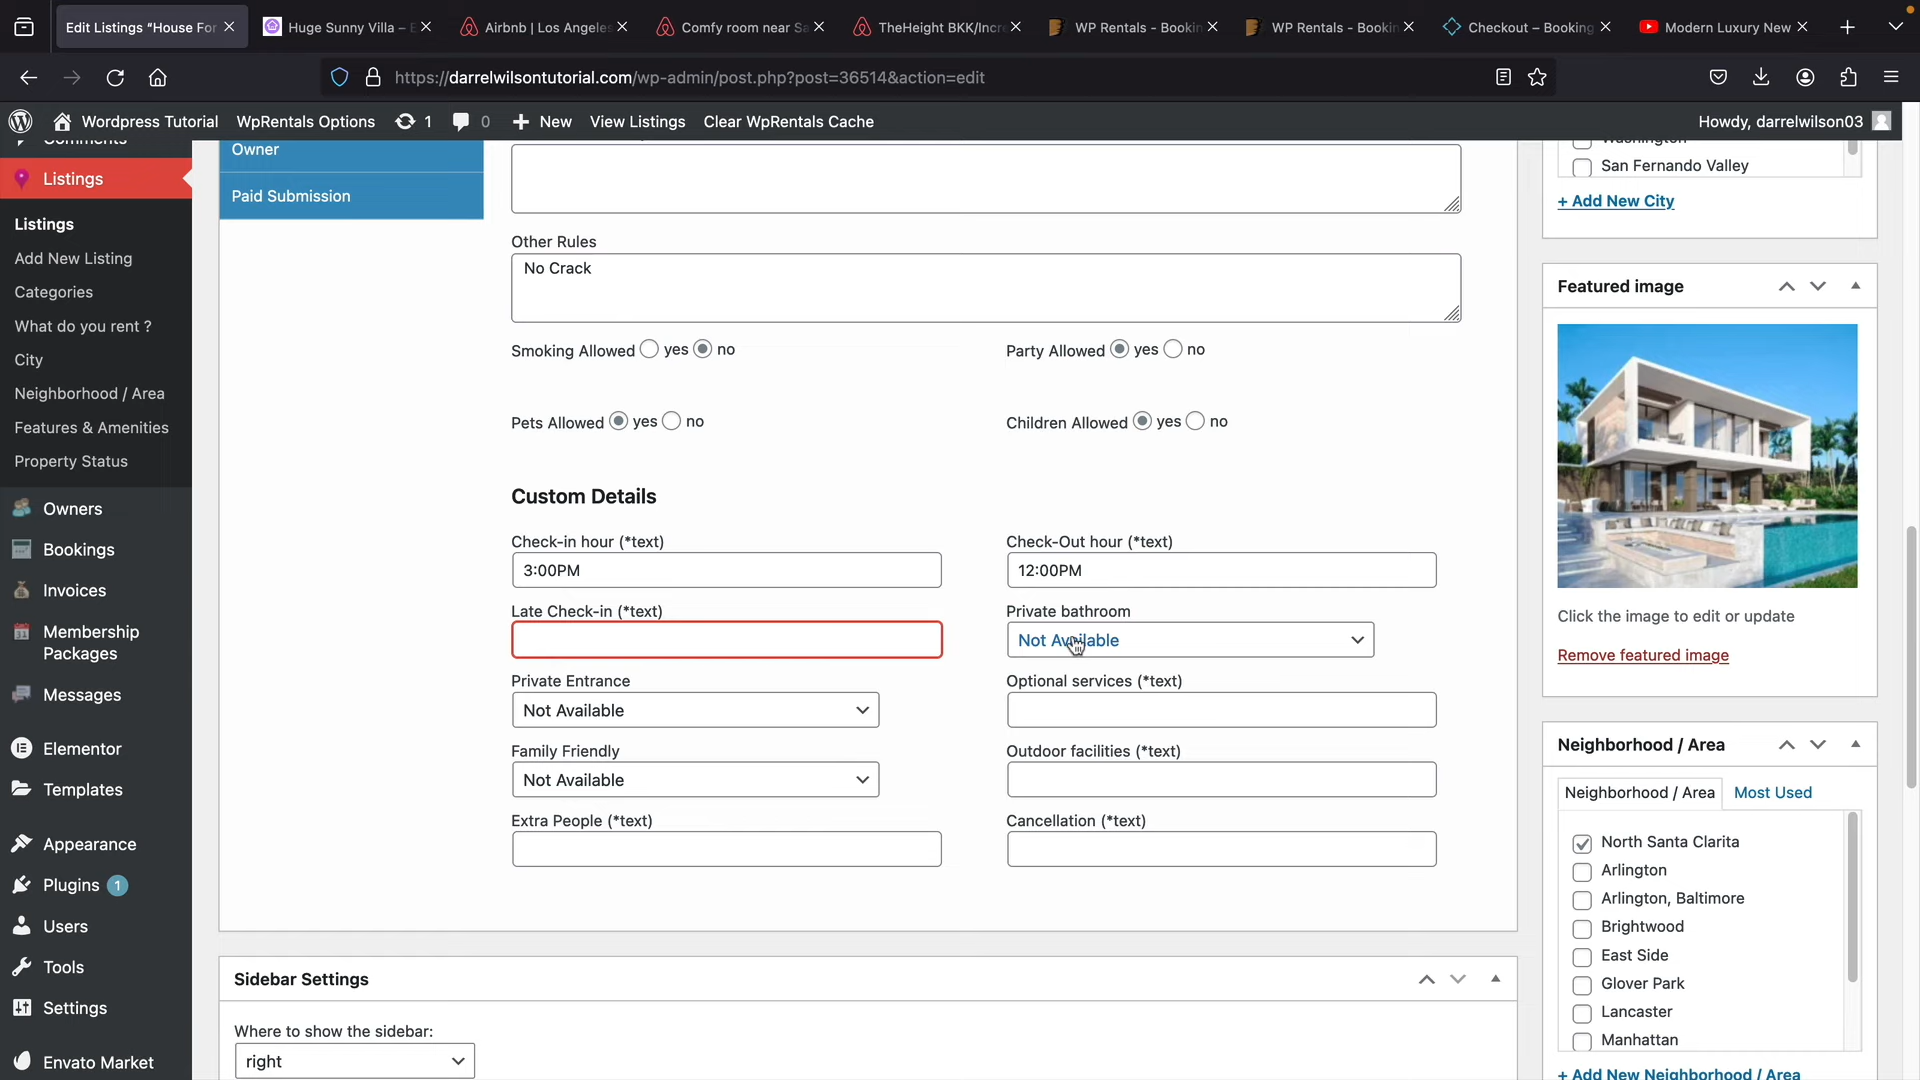 Edit Listings "House For
Huge Sunny Villa – E
Airbnb | Los Angeles
Comfy room near Sa
TheHeight BKK/Incre
WP Rentals - Bookin
WP Rentals - Bookin
Checkout – Booking
Modern Luxury New
https://darrelwilsontutorial.com/wp-admin/post.php?post=36514&action=edit
Wordpress Tutorial
WpRentals Options
1
0
New
View Listings
Clear WpRentals Cache
Howdy, darrelwilson03
Comments
Listings
Listings
Add New Listing
Categories
What do you rent ?
City
Neighborhood / Area
Features & Amenities
Property Status
Owners
Bookings
Invoices
Membership
Packages
Messages
Elementor
Templates
Appearance
Plugins 1
Users
Tools
Settings
Envato Market
Owner
Paid Submission
Other Rules
No Crack
Smoking Allowed yes no
Party Allowed yes no
Pets Allowed yes no
Children Allowed yes no
Custom Details
Check-in hour (*text)
3:00PM
Check-Out hour (*text)
12:00PM
Late Check-in (*text)
Private bathroom
Not Available
Private Entrance
Not Available
Optional services (*text)
Family Friendly
Not Available
Outdoor facilities (*text)
Extra People (*text)
Cancellation (*text)
Sidebar Settings
Where to show the sidebar:
right
Washington
San Fernando Valley
+ Add New City
Featured image
Click the image to edit or update
Remove featured image
Neighborhood / Area
Neighborhood / Area
Most Used
North Santa Clarita
Arlington
Arlington, Baltimore
Brightwood
East Side
Glover Park
Lancaster
Manhattan
+ Add New Neighborhood / Area